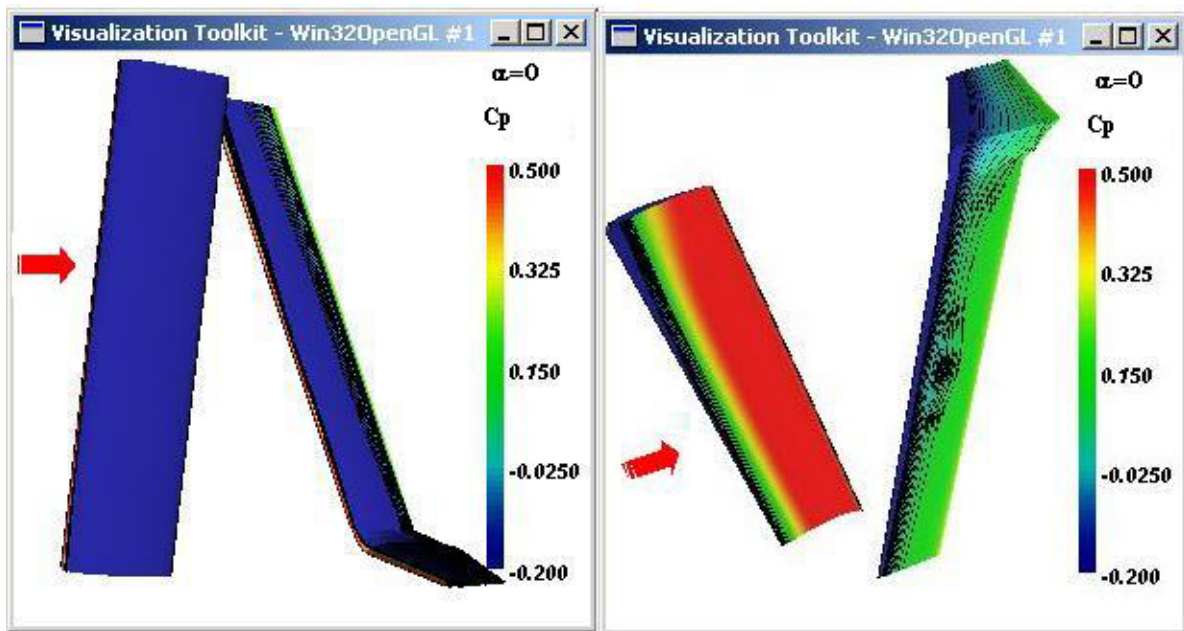 Visualization Toolkit - Win32OpenGL #1
α=0
Cp
0.500
0.325
0.150
-0.0250
-0.200
Visualization Toolkit - Win32OpenGL #1
α=0
Cp
0.500
0.325
0.150
-0.0250
-0.200